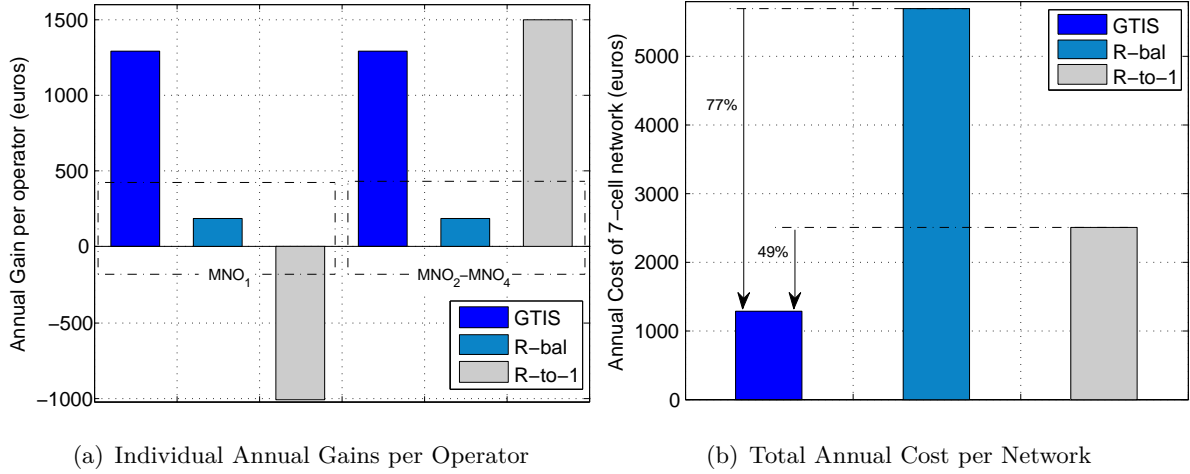 Annual Gain per operator (euros)
1500
1000
500
0
−500
−1000
MNO1
MNO2−MNO4
GTIS
R−bal
R−to−1
(a) Individual Annual Gains per Operator
Annual Cost of 7−cell network (euros)
5000
4000
3000
2000
1000
0
77%
49%
GTIS
R−bal
R−to−1
(b) Total Annual Cost per Network